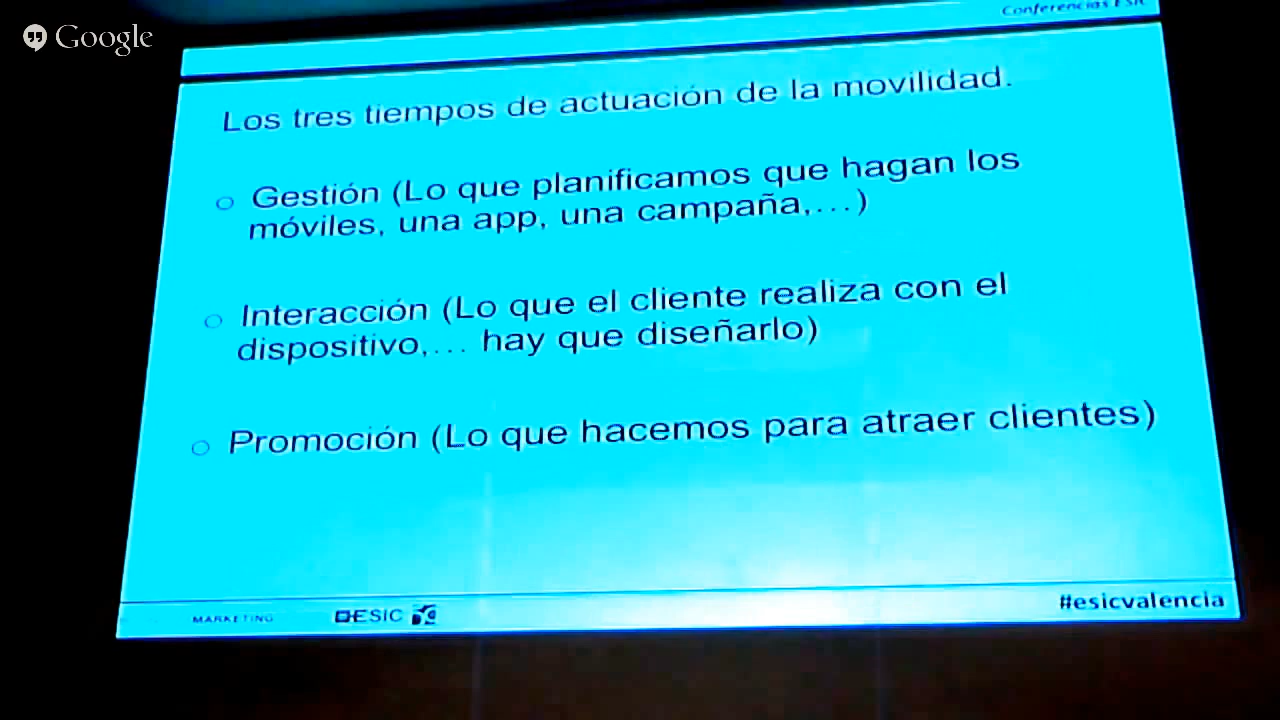 Google
Conferencias ESIC
Los tres tiempos de actuación de la movilidad.
Gestión (Lo que planificamos que hagan los
móviles, una app, una campaña,...)
Interacción (Lo que el cliente realiza con el
dispositivo,... hay que diseñarlo)
Promoción (Lo que hacemos para atraer clientes)
MARKETING
ESIC
#esicvalencia